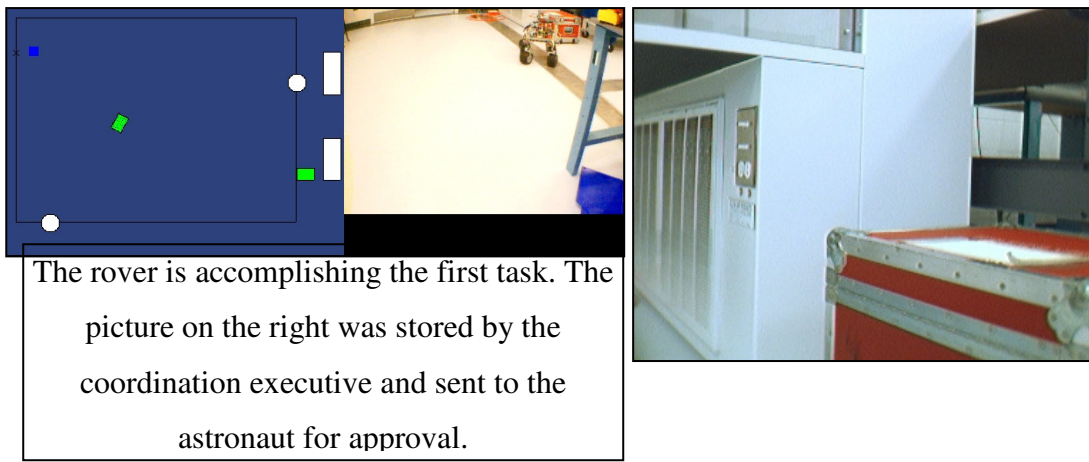 The rover is accomplishing the first task. The
picture on the right was stored by the
coordination executive and sent to the
astronaut for approval.